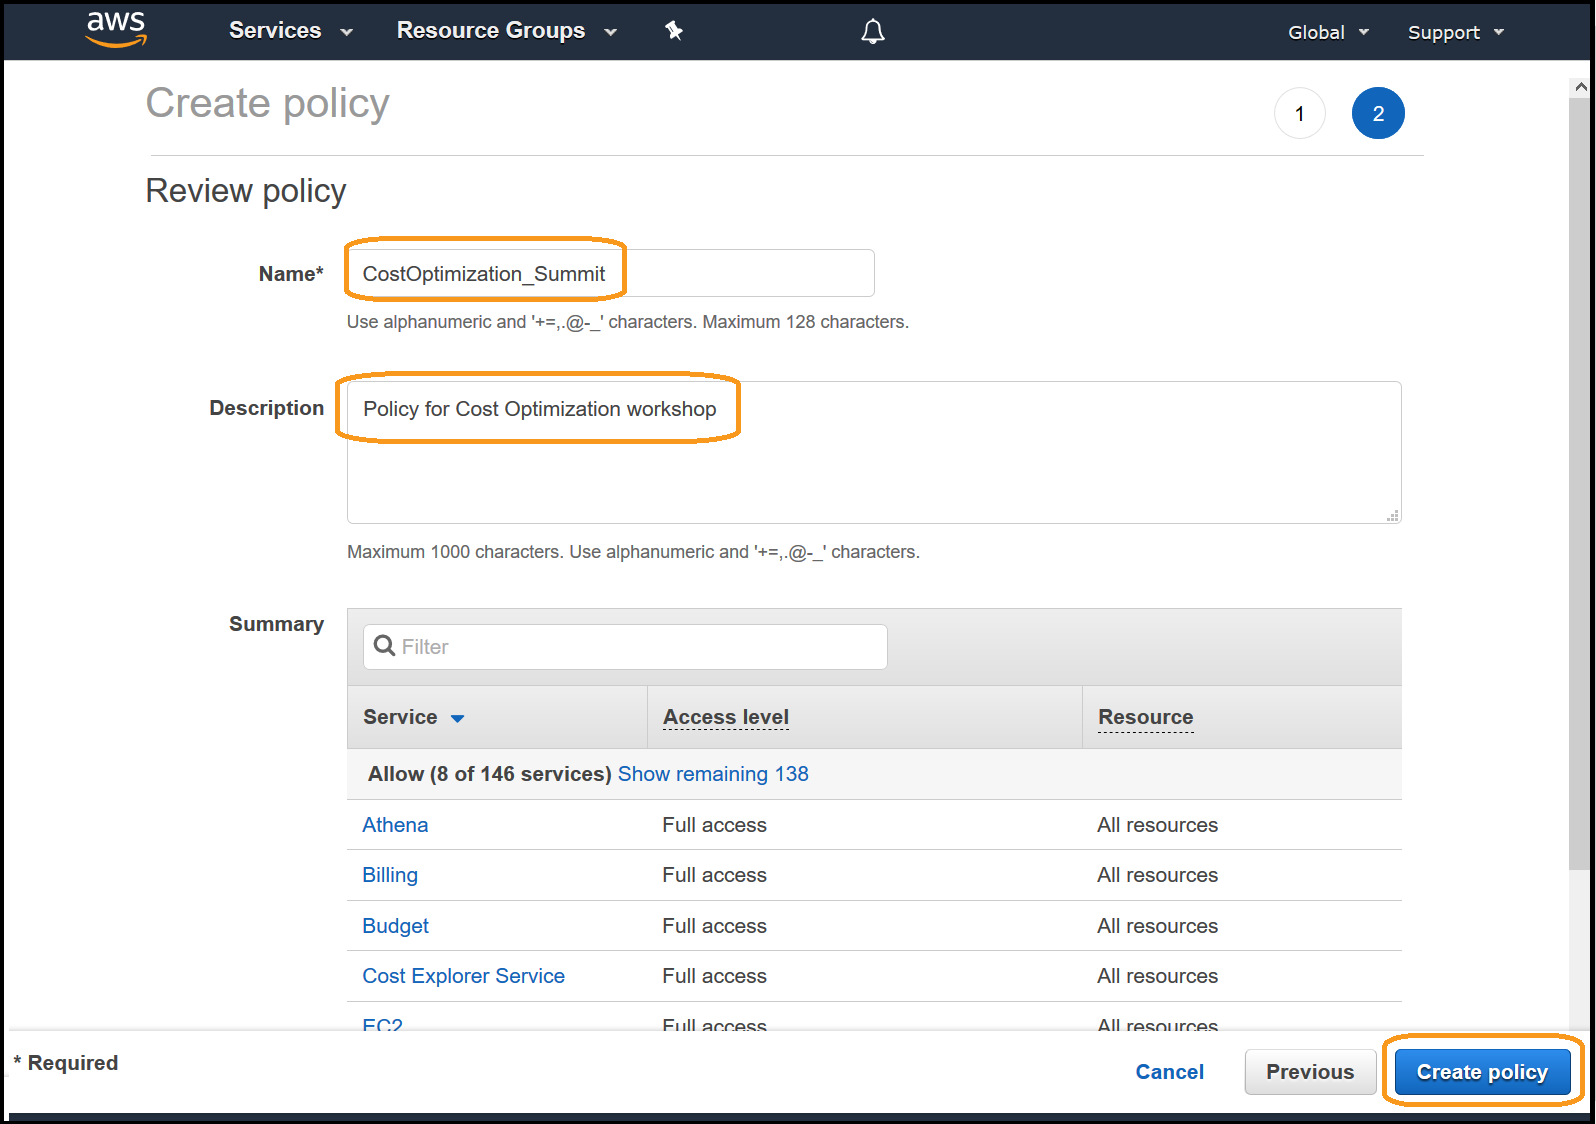 aws Services Resource Groups Global Support
Create policy 1 2
Review policy
Name* CostOptimization_Summit
Use alphanumeric and '+=,.@-_' characters. Maximum 128 characters.
Description Policy for Cost Optimization workshop
Maximum 1000 characters. Use alphanumeric and '+=,.@-_' characters.
Summary Filter
Service Access level Resource
Allow (8 of 146 services) Show remaining 138
Athena Full access All resources
Billing Full access All resources
Budget Full access All resources
Cost Explorer Service Full access All resources
EC2 Full access All resources
* Required Cancel Previous Create policy